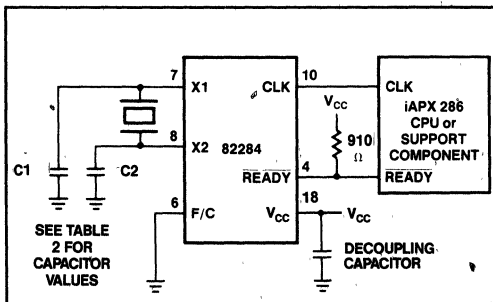 7
X1
CLK
10
CLK
VCC
iAPX 286
CPU or
SUPPORT
COMPONENT
8
X2
82284
910
Ω
C1
C2
READY
4
READY
6
F/C
VCC
18
VCC
SEE TABLE
2 FOR
CAPACITOR
VALUES
DECOUPLING
CAPACITOR